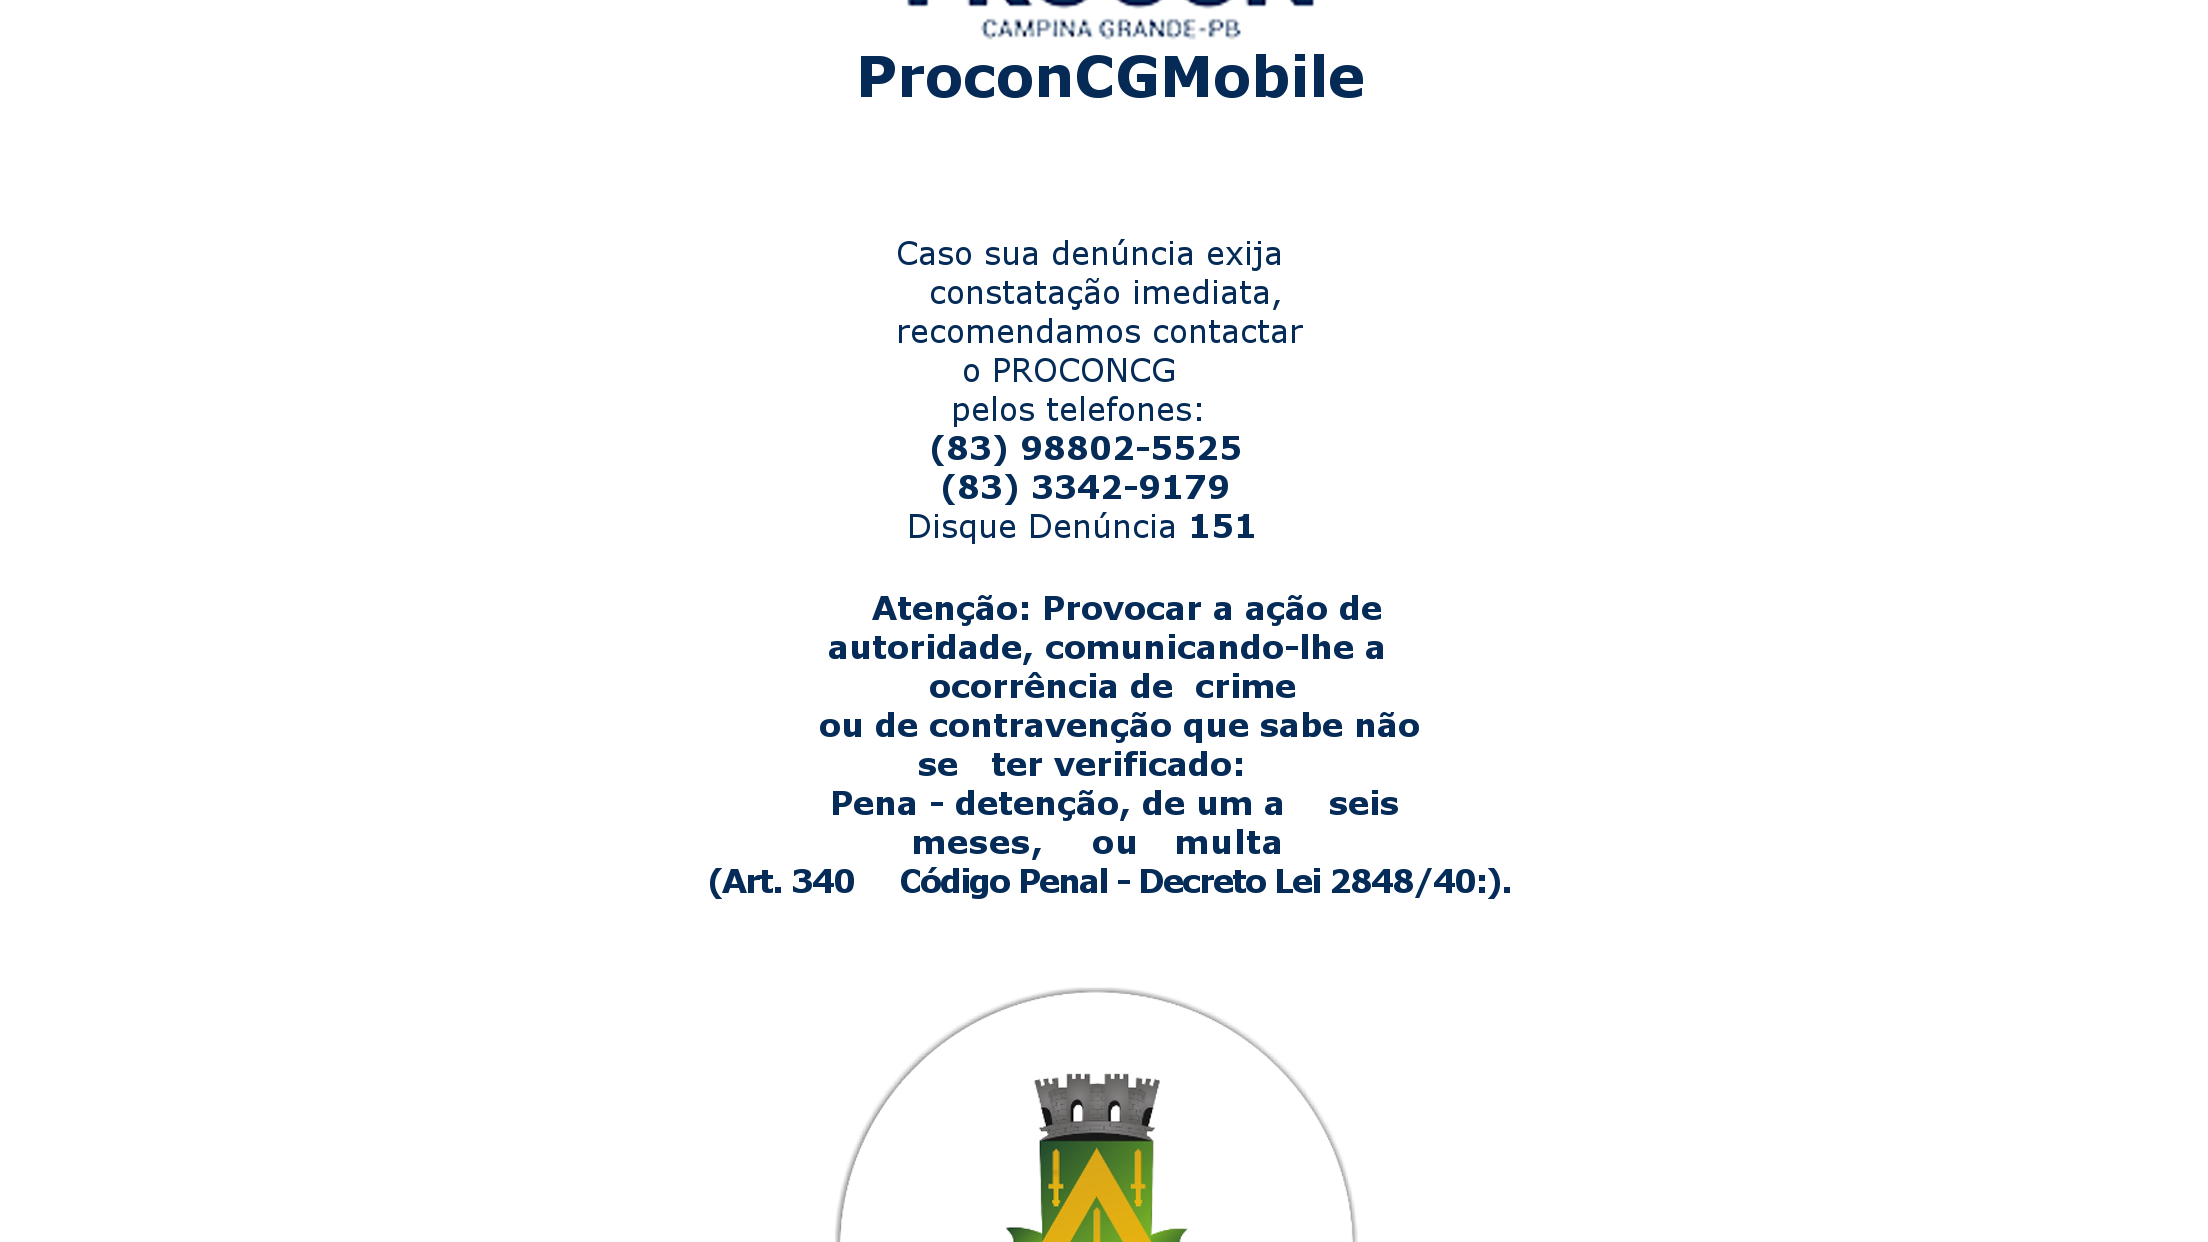 PROCON
CAMPINA GRANDE-PB
ProconCGMobile
Caso sua denúncia exija
constatação imediata,
recomendamos contactar
o PROCONCG
pelos telefones:
(83) 98802-5525
(83) 3342-9179
Disque Denúncia 151
Atenção: Provocar a ação de
autoridade, comunicando-lhe a
ocorrência de crime
ou de contravenção que sabe não
se ter verificado:
Pena - detenção, de um a seis
meses, ou multa
(Art. 340 Código Penal - Decreto Lei 2848/40:).